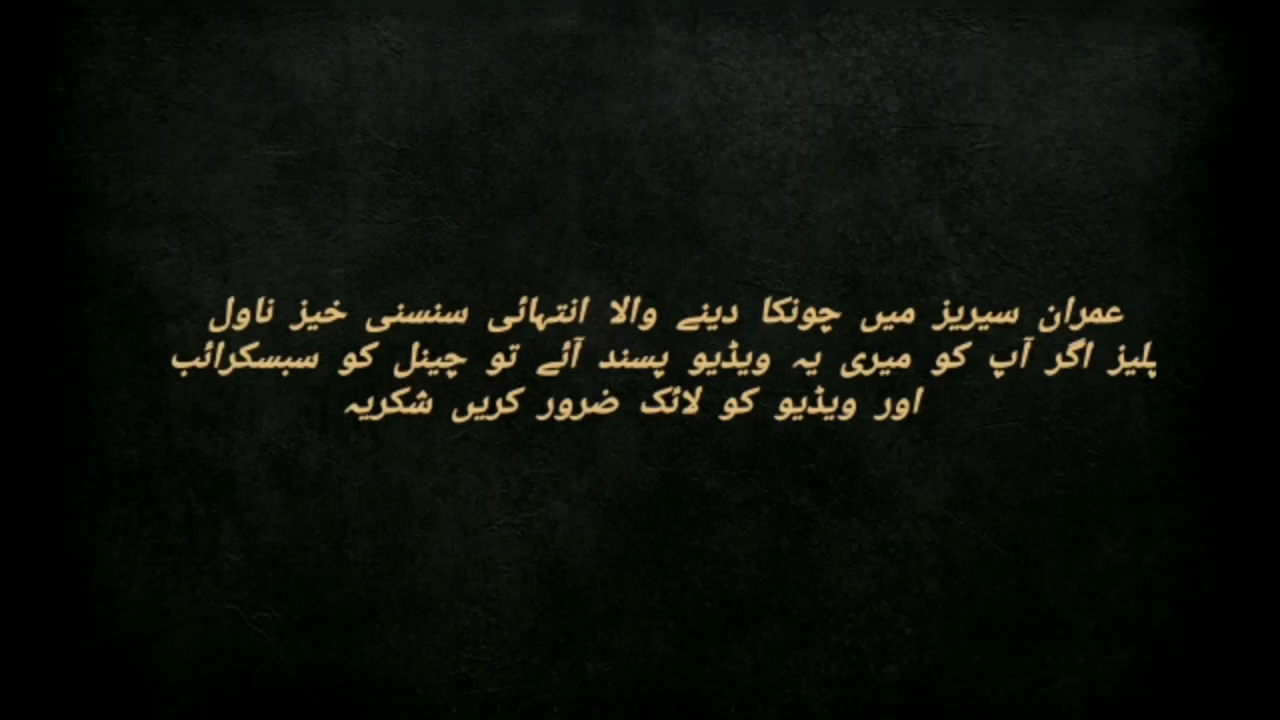 عمران سیریز میں چونکا دینے والا انتہائی سنسنی خیز ناول
پلیز اگر آپ کو میری یہ ویڈیو پسند آئے تو چینل کو سبسکرائب
اور ویڈیو کو لائک ضرور کریں شکریہ